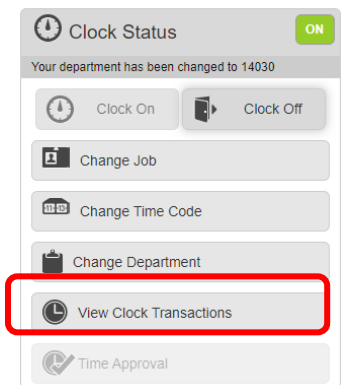 Clock Status
ON
Your department has been changed to 14030
Clock On
Clock Off
Change Job
Change Time Code
Change Department
View Clock Transactions
Time Approval